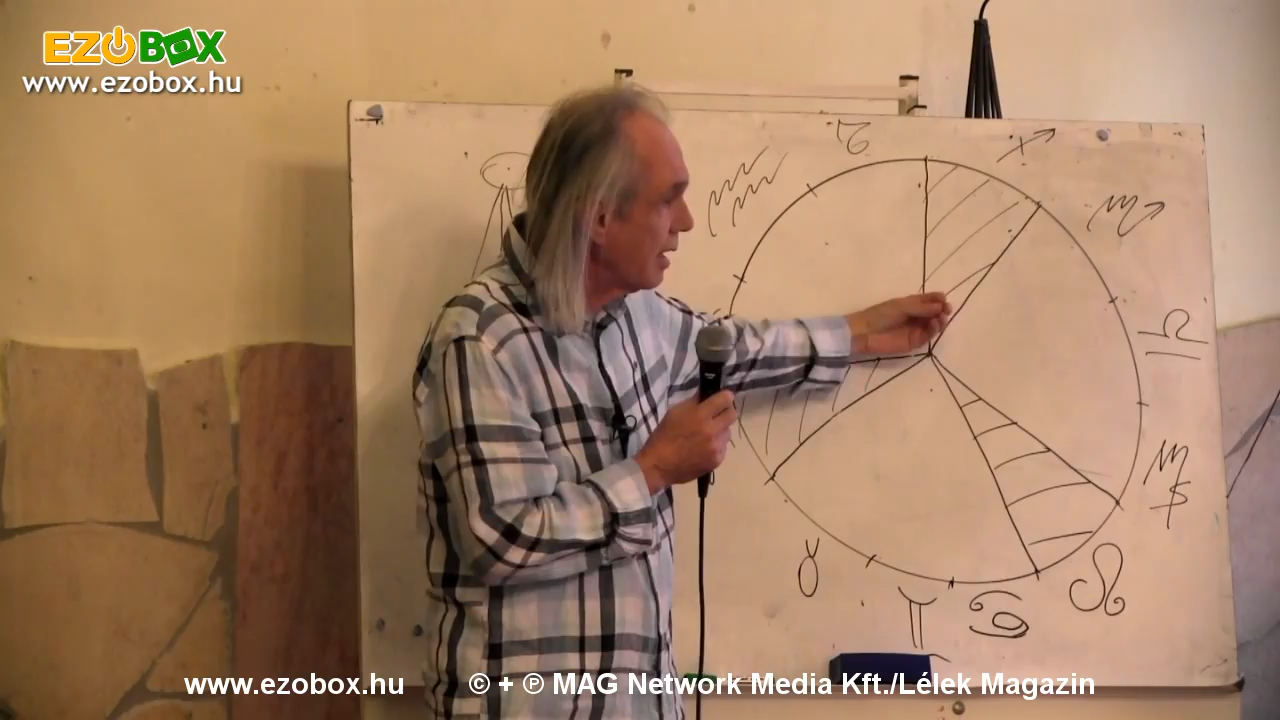 EZOBOX
www.ezobox.hu
♑ ♐
♒ ♏
♎
♍
♉ ♌
♊ ♋
www.ezobox.hu © + ℗ MAG Network Media Kft./Lélek Magazin